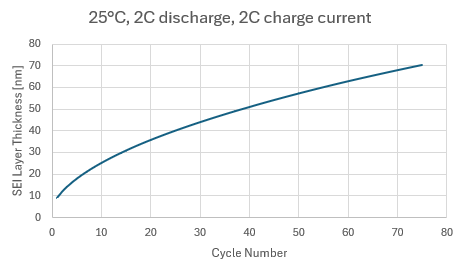 25°C, 2C discharge, 2C charge current
80
70
60
50
40
30
20
10
0
SEI Layer Thickness [nm]
0 10 20 30 40 50 60 70 80
Cycle Number